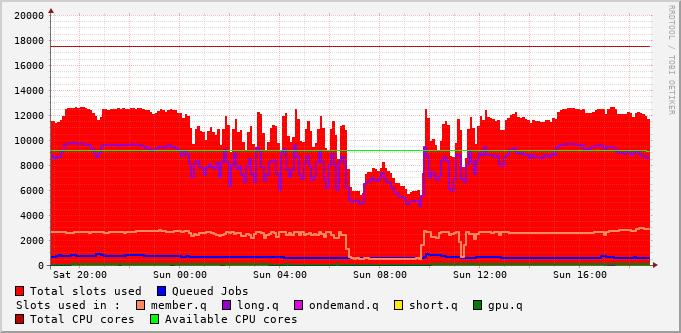 20000
18000
16000
14000
12000
10000
8000
6000
4000
2000
0
Sat 20:00 Sun 00:00 Sun 04:00 Sun 08:00 Sun 12:00 Sun 16:00
RRDTOOL / TOBI OETIKER
Total slots used Queued Jobs
Slots used in : member.q long.q ondemand.q short.q gpu.q
Total CPU cores Available CPU cores